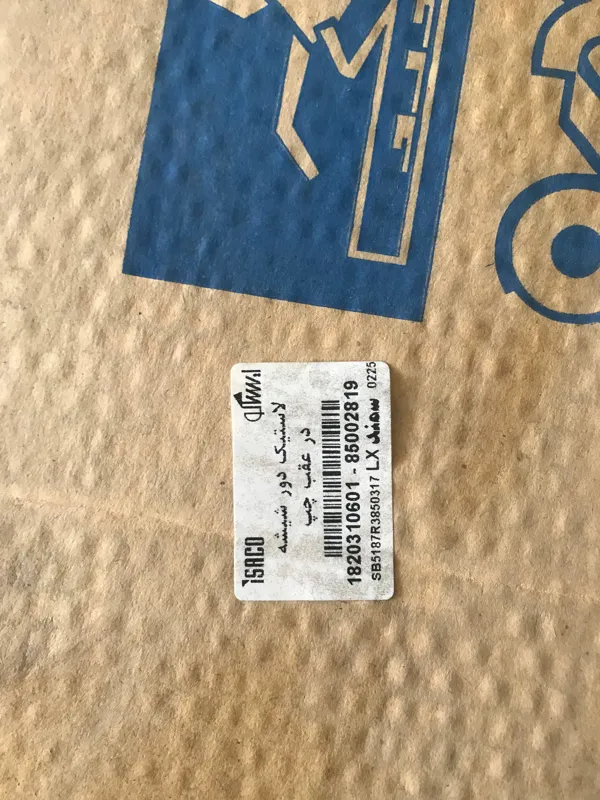 iSACO ایساکو
لاستیک دور شیشه
در عقب چپ
1820310601 - 85002819
SB5187R3850317 LX سمند 0225